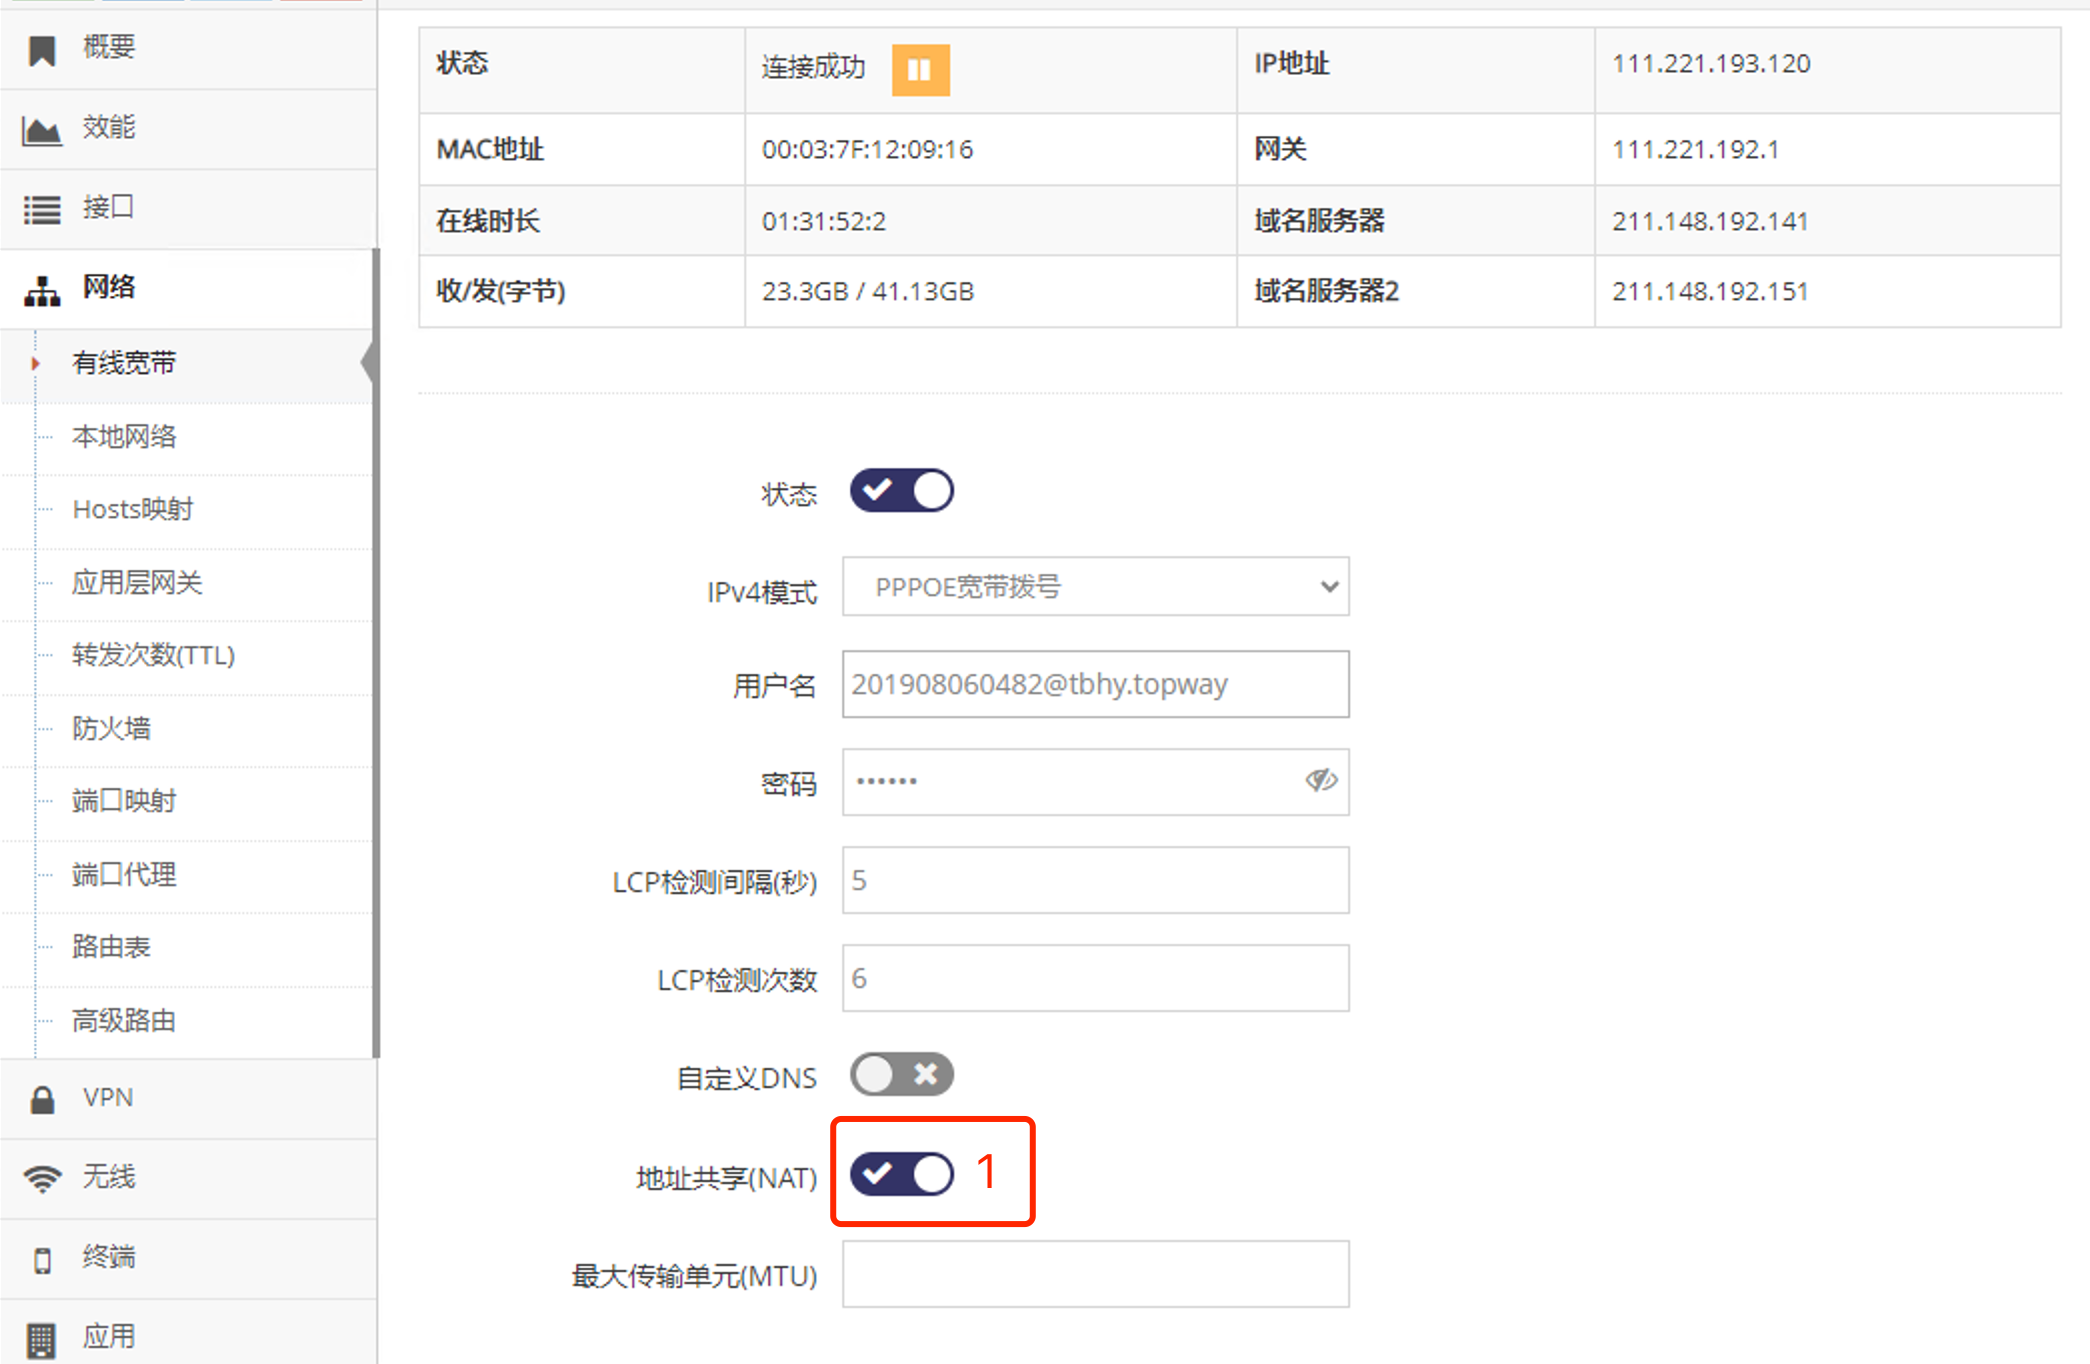 概要
效能
接口
网络
有线宽带
本地网络
Hosts映射
应用层网关
转发次数(TTL)
防火墙
端口映射
端口代理
路由表
高级路由
VPN
无线
终端
应用
状态 连接成功 IP地址 111.221.193.120
MAC地址 00:03:7F:12:09:16 网关 111.221.192.1
在线时长 01:31:52:2 域名服务器 211.148.192.141
收/发(字节) 23.3GB / 41.13GB 域名服务器2 211.148.192.151
状态
IPv4模式 PPPOE宽带拨号
用户名 201908060482@tbhy.topway
密码 ••••••
LCP检测间隔(秒) 5
LCP检测次数 6
自定义DNS
地址共享(NAT) 1
最大传输单元(MTU)